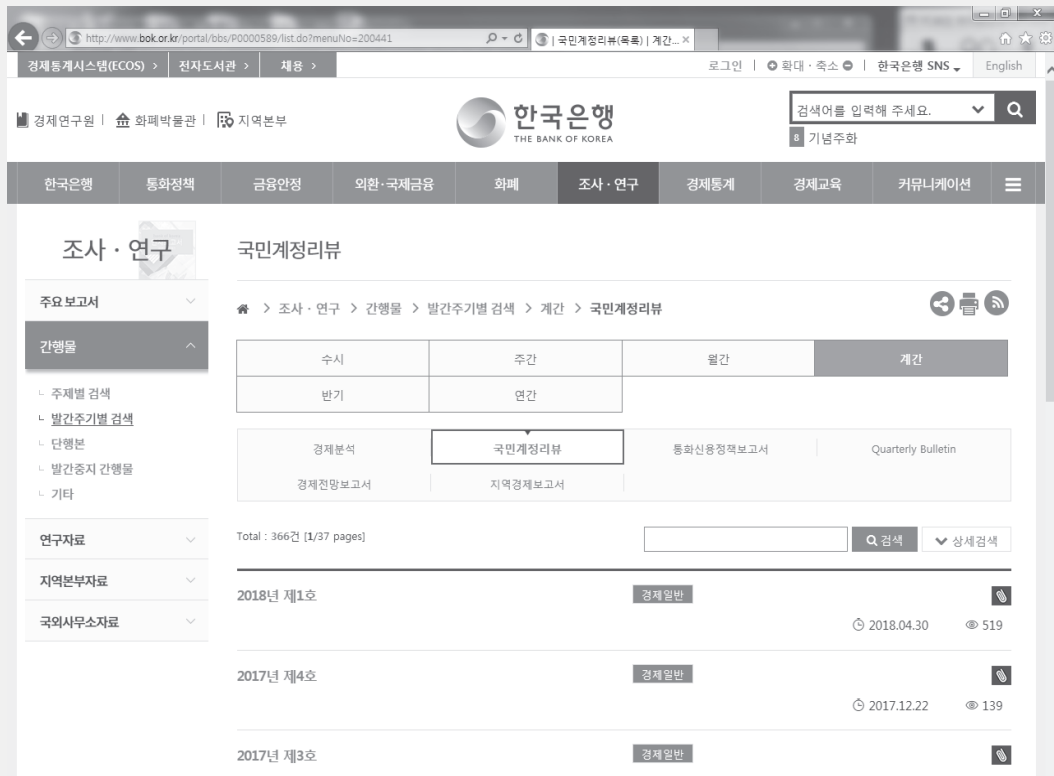 http://www.bok.or.kr/portal/bbs/P0000589/list.do?menuNo=200441
| 국민계정리뷰(목록) | 계간... ×
경제통계시스템(ECOS) > 전자도서관 > 채용 >
로그인 | 확대 · 축소 | 한국은행 SNS English
경제연구원 | 화폐박물관 | 지역본부
한국은행
THE BANK OF KOREA
검색어를 입력해 주세요.
8 기념주화
한국은행 통화정책 금융안정 외환·국제금융 화폐 조사·연구 경제통계 경제교육 커뮤니케이션
조사 · 연구
국민계정리뷰
주요 보고서
> 조사 · 연구 > 간행물 > 발간주기별 검색 > 계간 > 국민계정리뷰
간행물
수시 주간 월간 계간
반기 연간
주제별 검색
발간주기별 검색
단행본
발간중지 간행물
기타
경제분석 국민계정리뷰 통화신용정책보고서 Quarterly Bulletin
경제전망보고서 지역경제보고서
연구자료
지역본부자료
국외사무소자료
Total : 366건 [1/37 pages]
검색 상세검색
2018년 제1호 경제일반
2018.04.30 519
2017년 제4호 경제일반
2017.12.22 139
2017년 제3호 경제일반